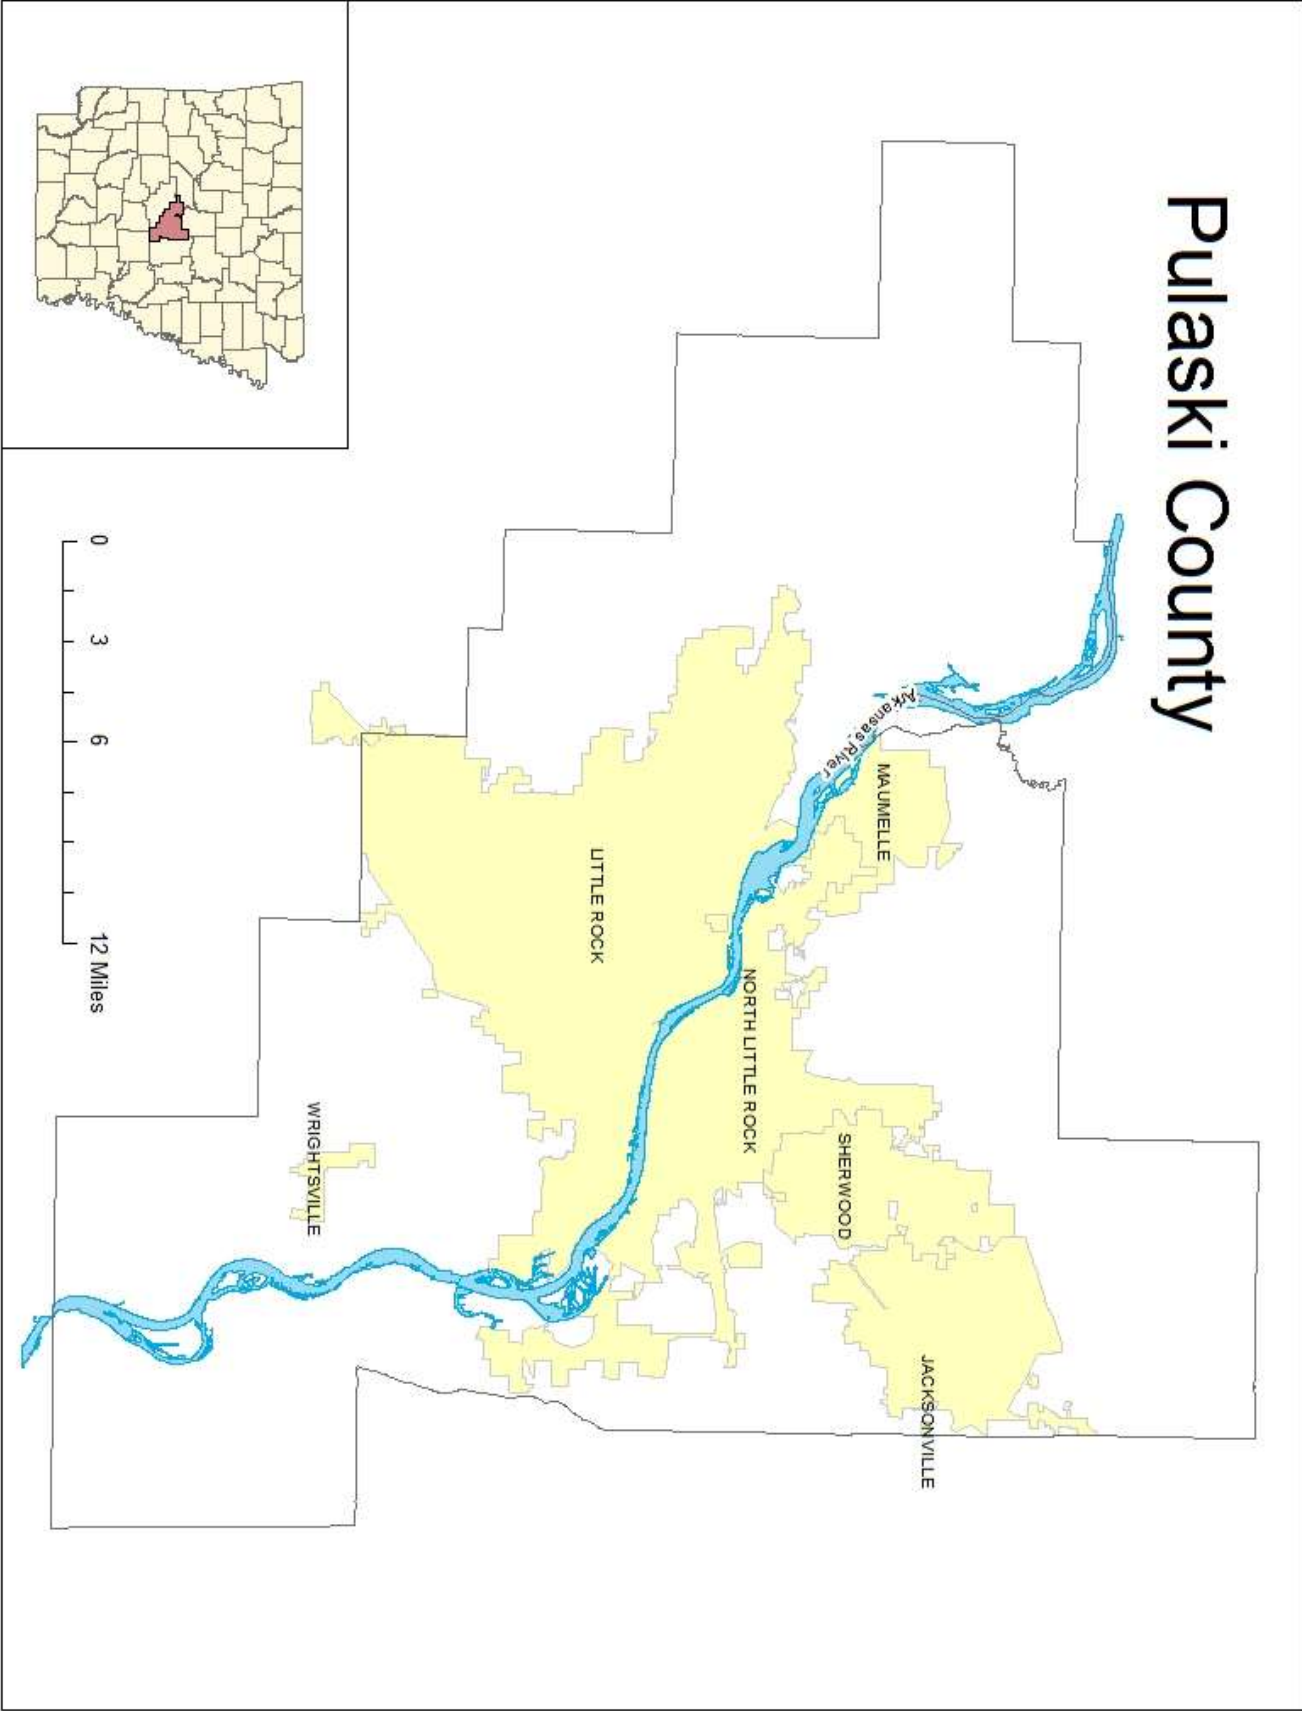 Pulaski County
Arkansas River
MAUMELLE
JACKSONVILLE
SHERWOOD
NORTH LITTLE ROCK
LITTLE ROCK
WRIGHTSVILLE
0 3 6 12 Miles